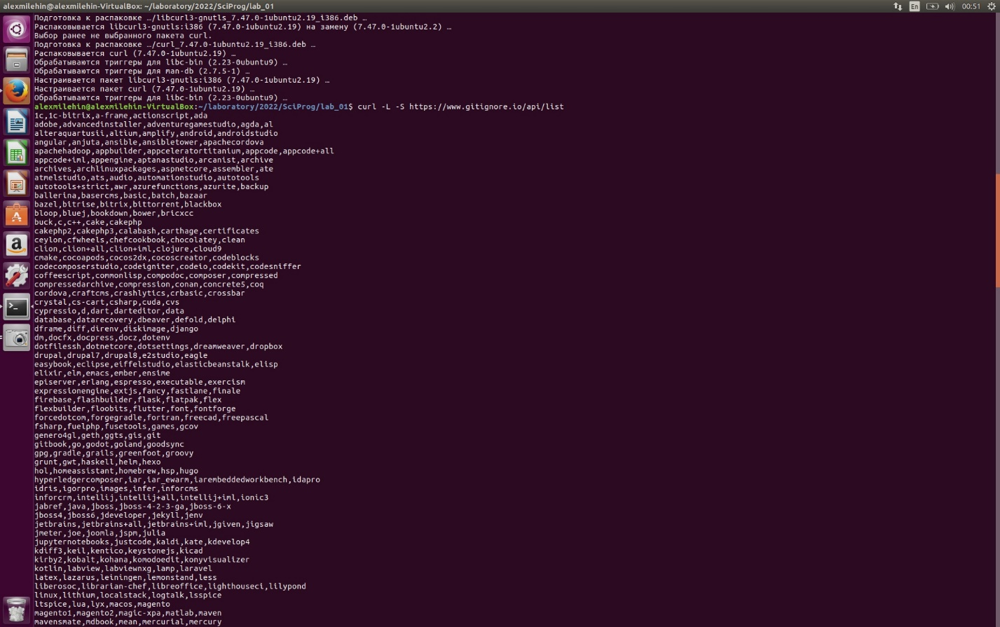 alexmilehin@alexmilehin-VirtualBox: ~/laboratory/2022/SciProg/lab_01
En
00:51
Подготовка к распаковке …/libcurl3-gnutls_7.47.0-1ubuntu2.19_i386.deb …
Распаковывается libcurl3-gnutls:i386 (7.47.0-1ubuntu2.19) на замену (7.47.0-1ubuntu2.2) …
Выбор ранее не выбранного пакета curl.
Подготовка к распаковке …/curl_7.47.0-1ubuntu2.19_i386.deb …
Распаковывается curl (7.47.0-1ubuntu2.19) …
Обрабатываются триггеры для libc-bin (2.23-0ubuntu9) …
Обрабатываются триггеры для man-db (2.7.5-1) …
Настраивается пакет libcurl3-gnutls:i386 (7.47.0-1ubuntu2.19) …
Настраивается пакет curl (7.47.0-1ubuntu2.19) …
Обрабатываются триггеры для libc-bin (2.23-0ubuntu9) …
alexmilehin@alexmilehin-VirtualBox:~/laboratory/2022/SciProg/lab_01$ curl -L -S https://www.gitignore.io/api/list
1c,1c-bitrix,a-frame,actionscript,ada
adobe,advancedinstaller,adventuregamestudio,agda,al
alteraquartusii,altium,amplify,android,androidstudio
angular,anjuta,ansible,ansibletower,apachecordova
apachehadoop,appbuilder,appceleratortitanium,appcode,appcode+all
appcode+iml,appengine,aptanastudio,arcanist,archive
archives,archlinuxpackages,aspnetcore,assembler,ate
atmelstudio,ats,audio,automationstudio,autotools
autotools+strict,awr,azurefunctions,azurite,backup
ballerina,basercms,basic,batch,bazaar
bazel,bitrise,bitrix,bittorrent,blackbox
bloop,bluej,bookdown,bower,bricxcc
buck,c,c++,cake,cakephp
cakephp2,cakephp3,calabash,carthage,certificates
ceylon,cfwheels,chefcookbook,chocolatey,clean
clion,clion+all,clion+iml,clojure,cloud9
cmake,cocoapods,cocos2dx,cocoscreator,codeblocks
codecomposerstudio,codeigniter,codeio,codekit,codesniffer
coffeescript,commonlisp,compodoc,composer,compressed
compressedarchive,compression,conan,concrete5,coq
cordova,craftcms,crashlytics,crbasic,crossbar
crystal,cs-cart,csharp,cuda,cvs
cypressio,d,dart,darteditor,data
database,datarecovery,dbeaver,defold,delphi
dframe,diff,direnv,diskimage,django
dm,docfx,docpress,docz,dotenv
dotfilessh,dotnetcore,dotsettings,dreamweaver,dropbox
drupal,drupal7,drupal8,e2studio,eagle
easybook,eclipse,eiffelstudio,elasticbeanstalk,elisp
elixir,elm,emacs,ember,ensime
episerver,erlang,espresso,executable,exercism
expressionengine,extjs,fancy,fastlane,finale
firebase,flashbuilder,flask,flatpak,flex
flexbuilder,floobits,flutter,font,fontforge
forcedotcom,forgegradle,fortran,freecad,freepascal
fsharp,fuelphp,fusetools,games,gcov
genero4gl,geth,ggts,gis,git
gitbook,go,godot,goland,goodsync
gpg,gradle,grails,greenfoot,groovy
grunt,gwt,haskell,helm,hexo
hol,homeassistant,homebrew,hsp,hugo
hyperledgercomposer,iar,iar_ewarm,iarembeddedworkbench,idapro
idris,igorpro,images,infer,inforcms
inforcrm,intellij,intellij+all,intellij+iml,ionic3
jabref,java,jboss,jboss-4-2-3-ga,jboss-6-x
jboss4,jboss6,jdeveloper,jekyll,jenv
jetbrains,jetbrains+all,jetbrains+iml,jgiven,jigsaw
jmeter,joe,joomla,jspm,julia
jupyternotebooks,justcode,kaldi,kate,kdevelop4
kdiff3,keil,kentico,keystonejs,kicad
kirby2,kobalt,kohana,komodoedit,konyvisualizer
kotlin,labview,labviewnxg,lamp,laravel
latex,lazarus,leiningen,lemonstand,less
liberosoc,librarian-chef,libreoffice,lighthouseci,lilypond
linux,lithium,localstack,logtalk,lsspice
ltspice,lua,lyx,macos,magento
magento1,magento2,magic-xpa,matlab,maven
mavensmate,mdbook,mean,mercurial,mercury